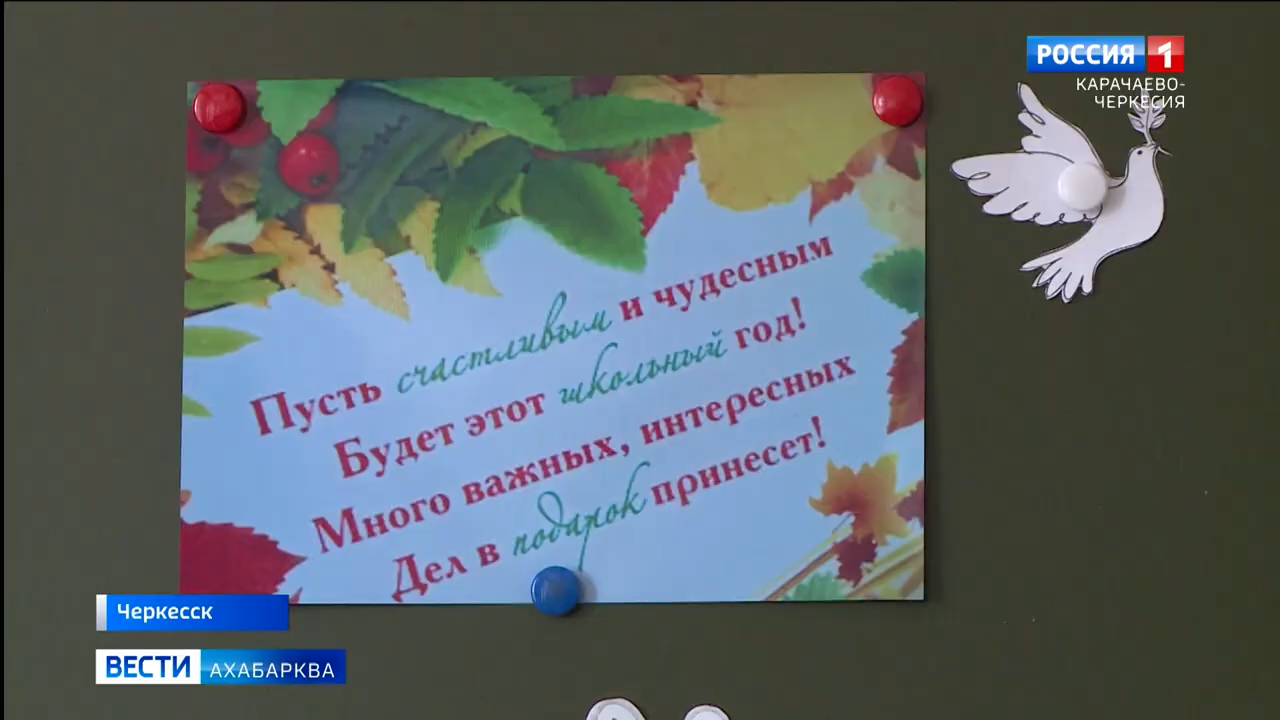 РОССИЯ 1
КАРАЧАЕВО-
ЧЕРКЕСИЯ
Пусть счастливым и чудесным
Будет этот школьный год!
Много важных, интересных
Дел в подарок принесет!
Черкесск
ВЕСТИ АХАБАРКВА